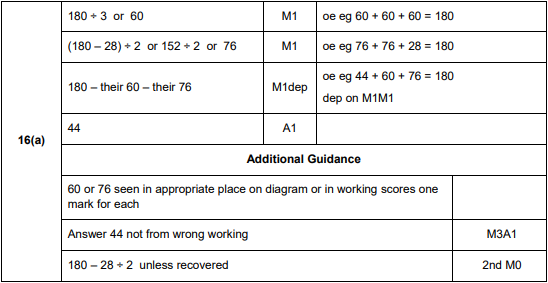 180 ÷ 3 or 60 M1 oe eg 60 + 60 + 60 = 180
(180 – 28) ÷ 2 or 152 ÷ 2 or 76 M1 oe eg 76 + 76 + 28 = 180
180 – their 60 – their 76 M1dep oe eg 44 + 60 + 76 = 180
dep on M1M1
16(a)
44 A1
Additional Guidance
60 or 76 seen in appropriate place on diagram or in working scores one
mark for each
Answer 44 not from wrong working M3A1
180 – 28 ÷ 2 unless recovered 2nd M0